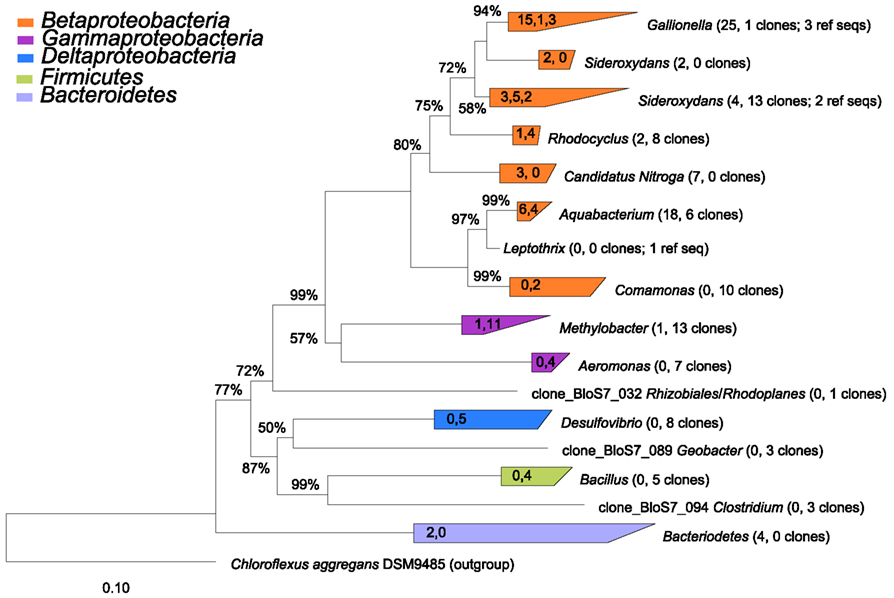 Betaproteobacteria
Gammaproteobacteria
Deltaproteobacteria
Firmicutes
Bacteroidetes
94%
15,1,3
Gallionella (25, 1 clones; 3 ref seqs)
2, 0
Sideroxydans (2, 0 clones)
72%
58%
3,5,2
Sideroxydans (4, 13 clones; 2 ref seqs)
75%
1,4
Rhodocyclus (2, 8 clones)
80%
3, 0
Candidatus Nitroga (7, 0 clones)
99%
6,4
Aquabacterium (18, 6 clones)
97%
Leptothrix (0, 0 clones; 1 ref seq)
99%
0,2
Comamonas (0, 10 clones)
99%
1,11
Methylobacter (1, 13 clones)
57%
0,4
Aeromonas (0, 7 clones)
72%
77%
clone_BloS7_032 Rhizobiales/Rhodoplanes (0, 1 clones)
0,5
Desulfovibrio (0, 8 clones)
50%
clone_BloS7_089 Geobacter (0, 3 clones)
87%
0,4
Bacillus (0, 5 clones)
99%
clone_BloS7_094 Clostridium (0, 3 clones)
2,0
Bacteriodetes (4, 0 clones)
Chloroflexus aggregans DSM9485 (outgroup)
0.10